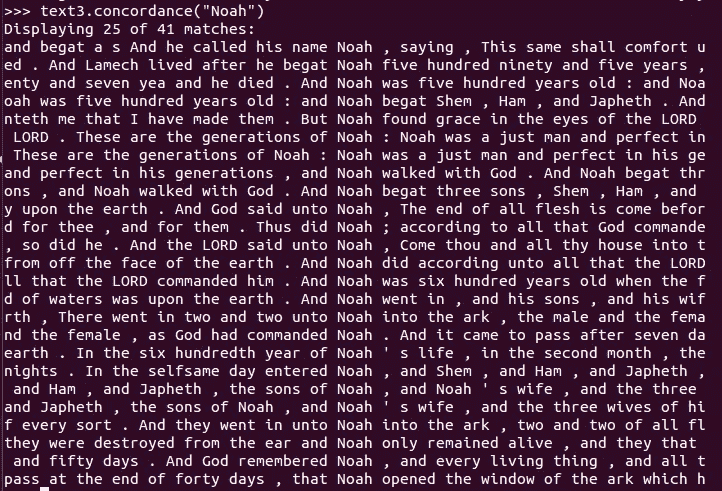 >>> text3.concordance("Noah")
Displaying 25 of 41 matches:
and begat a s And he called his name Noah , saying , This same shall comfort u
ed . And Lamech lived after he begat Noah five hundred ninety and five years ,
enty and seven yea and he died . And Noah was five hundred years old : and Noa
oah was five hundred years old : and Noah begat Shem , Ham , and Japheth . And
nteth me that I have made them . But Noah found grace in the eyes of the LORD
LORD . These are the generations of Noah : Noah was a just man and perfect in
These are the generations of Noah : Noah was a just man and perfect in his ge
and perfect in his generations , and Noah walked with God . And Noah begat thr
ons , and Noah walked with God . And Noah begat three sons , Shem , Ham , and
y upon the earth . And God said unto Noah , The end of all flesh is come befor
d for thee , and for them . Thus did Noah ; according to all that God commande
, so did he . And the LORD said unto Noah , Come thou and all thy house into t
from off the face of the earth . And Noah did according unto all that the LORD
ll that the LORD commanded him . And Noah was six hundred years old when the f
d of waters was upon the earth . And Noah went in , and his sons , and his wif
rth , There went in two and two unto Noah into the ark , the male and the fema
nd the female , as God had commanded Noah . And it came to pass after seven da
earth . In the six hundredth year of Noah ' s life , in the second month , the
nights . In the selfsame day entered Noah , and Shem , and Ham , and Japheth ,
and Ham , and Japheth , the sons of Noah , and Noah ' s wife , and the three
and Japheth , the sons of Noah , and Noah ' s wife , and the three wives of hi
f every sort . And they went in unto Noah into the ark , two and two of all fl
they were destroyed from the ear and Noah only remained alive , and they that
and fifty days . And God remembered Noah , and every living thing , and all t
pass at the end of forty days , that Noah opened the window of the ark which h